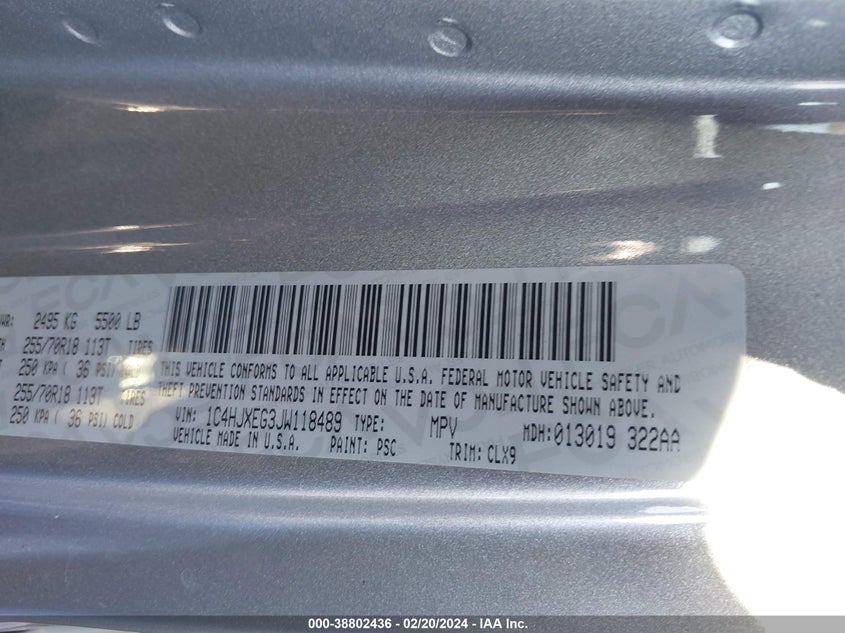 2495 KG 5500 LB
255/70R18 113T TIRES
250 KPA ( 36 PSI) COLD
255/70R18 113T TIRES
250 KPA ( 36 PSI) COLD
THIS VEHICLE CONFORMS TO ALL APPLICABLE U.S.A. FEDERAL MOTOR VEHICLE SAFETY AND
THEFT PREVENTION STANDARDS IN EFFECT ON THE DATE OF MANUFACTURE SHOWN ABOVE.
VIN: 1C4HJXEG3JW118489 TYPE: MPV MDH:013019 322AA
VEHICLE MADE IN U.S.A. PAINT: PSC TRIM: CLX9
000-38802436 - 02/20/2024 - IAA Inc.